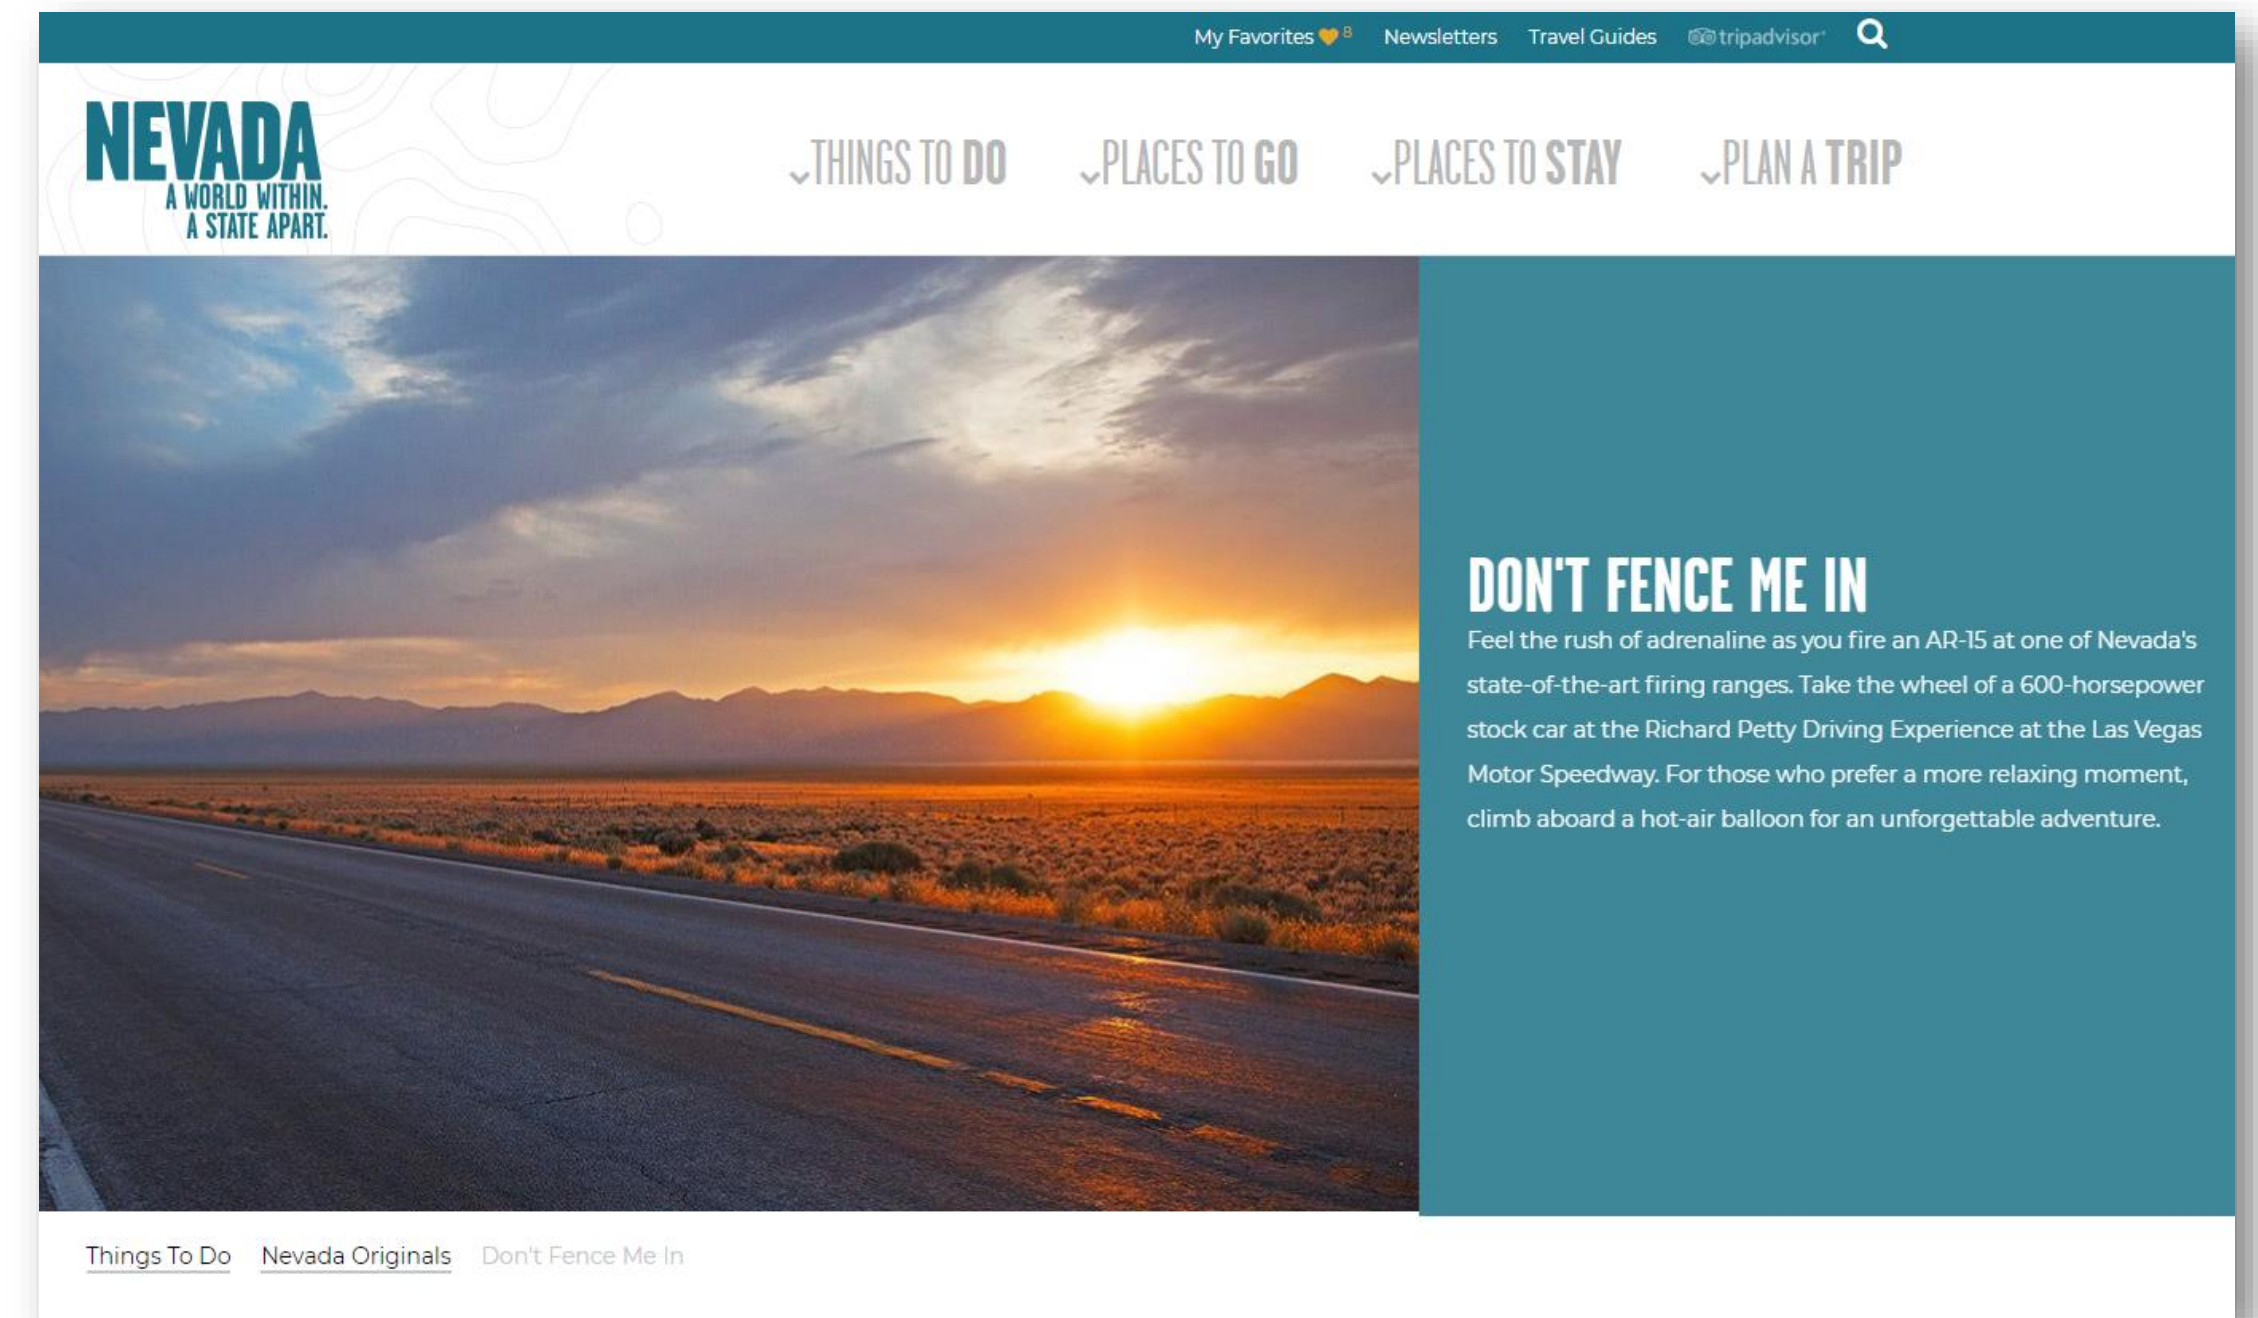 My Favorites 8 Newsletters Travel Guides tripadvisor
NEVADA
A WORLD WITHIN.
A STATE APART.
THINGS TO DO PLACES TO GO PLACES TO STAY PLAN A TRIP
DON'T FENCE ME IN
Feel the rush of adrenaline as you fire an AR-15 at one of Nevada's
state-of-the-art firing ranges. Take the wheel of a 600-horsepower
stock car at the Richard Petty Driving Experience at the Las Vegas
Motor Speedway. For those who prefer a more relaxing moment,
climb aboard a hot-air balloon for an unforgettable adventure.
Things To Do Nevada Originals Don't Fence Me In